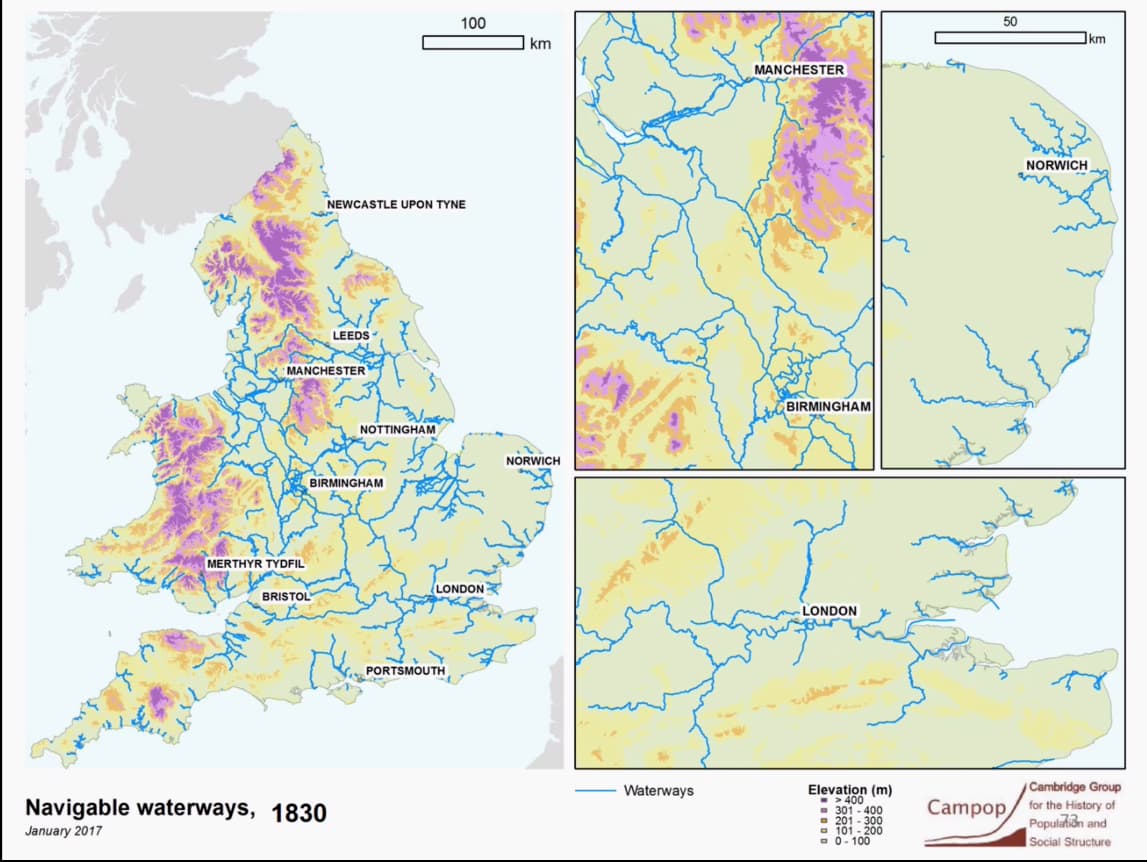 100
km
NEWCASTLE UPON TYNE
LEEDS
MANCHESTER
NOTTINGHAM
NORWICH
BIRMINGHAM
MERTHYR TYDFIL
BRISTOL
LONDON
PORTSMOUTH
MANCHESTER
BIRMINGHAM
50
km
NORWICH
LONDON
Navigable waterways, 1830
January 2017
Waterways
Elevation (m)
> 400
301 - 400
201 - 300
101 - 200
0 - 100
Campop
Cambridge Group
for the History of
Population and
Social Structure
73